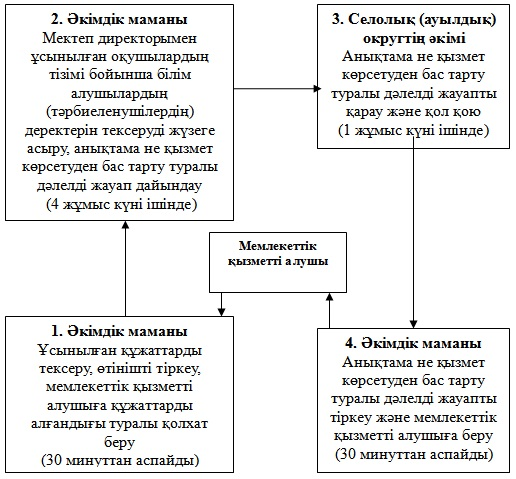 2. Әкімдік маманы
Мектеп директорымен
ұсынылған оқушылардың
тізімі бойынша білім
алушылардың
(тәрбиеленушілердің)
деректерін тексеруді жүзеге
асыру, анықтама не қызмет
көрсетуден бас тарту туралы
дәлелді жауап дайындау
(4 жұмыс күні ішінде)
3. Селолық (ауылдық)
округтің әкімі
Анықтама не қызмет
көрсетуден бас тарту
туралы дәлелді жауапты
қарау және қол қою
(1 жұмыс күні ішінде)
Мемлекеттік
қызметті алушы
1. Әкімдік маманы
Ұсынылған құжаттарды
тексеру, өтінішті тіркеу,
мемлекеттік қызметті
алушыға құжаттарды
алғандығы туралы қолхат
беру
(30 минуттан аспайды)
4. Әкімдік маманы
Анықтама не қызмет
көрсетуден бас тарту
туралы дәлелді жауапты
тіркеу және мемлекеттік
қызметті алушыға беру
(30 минуттан аспайды)